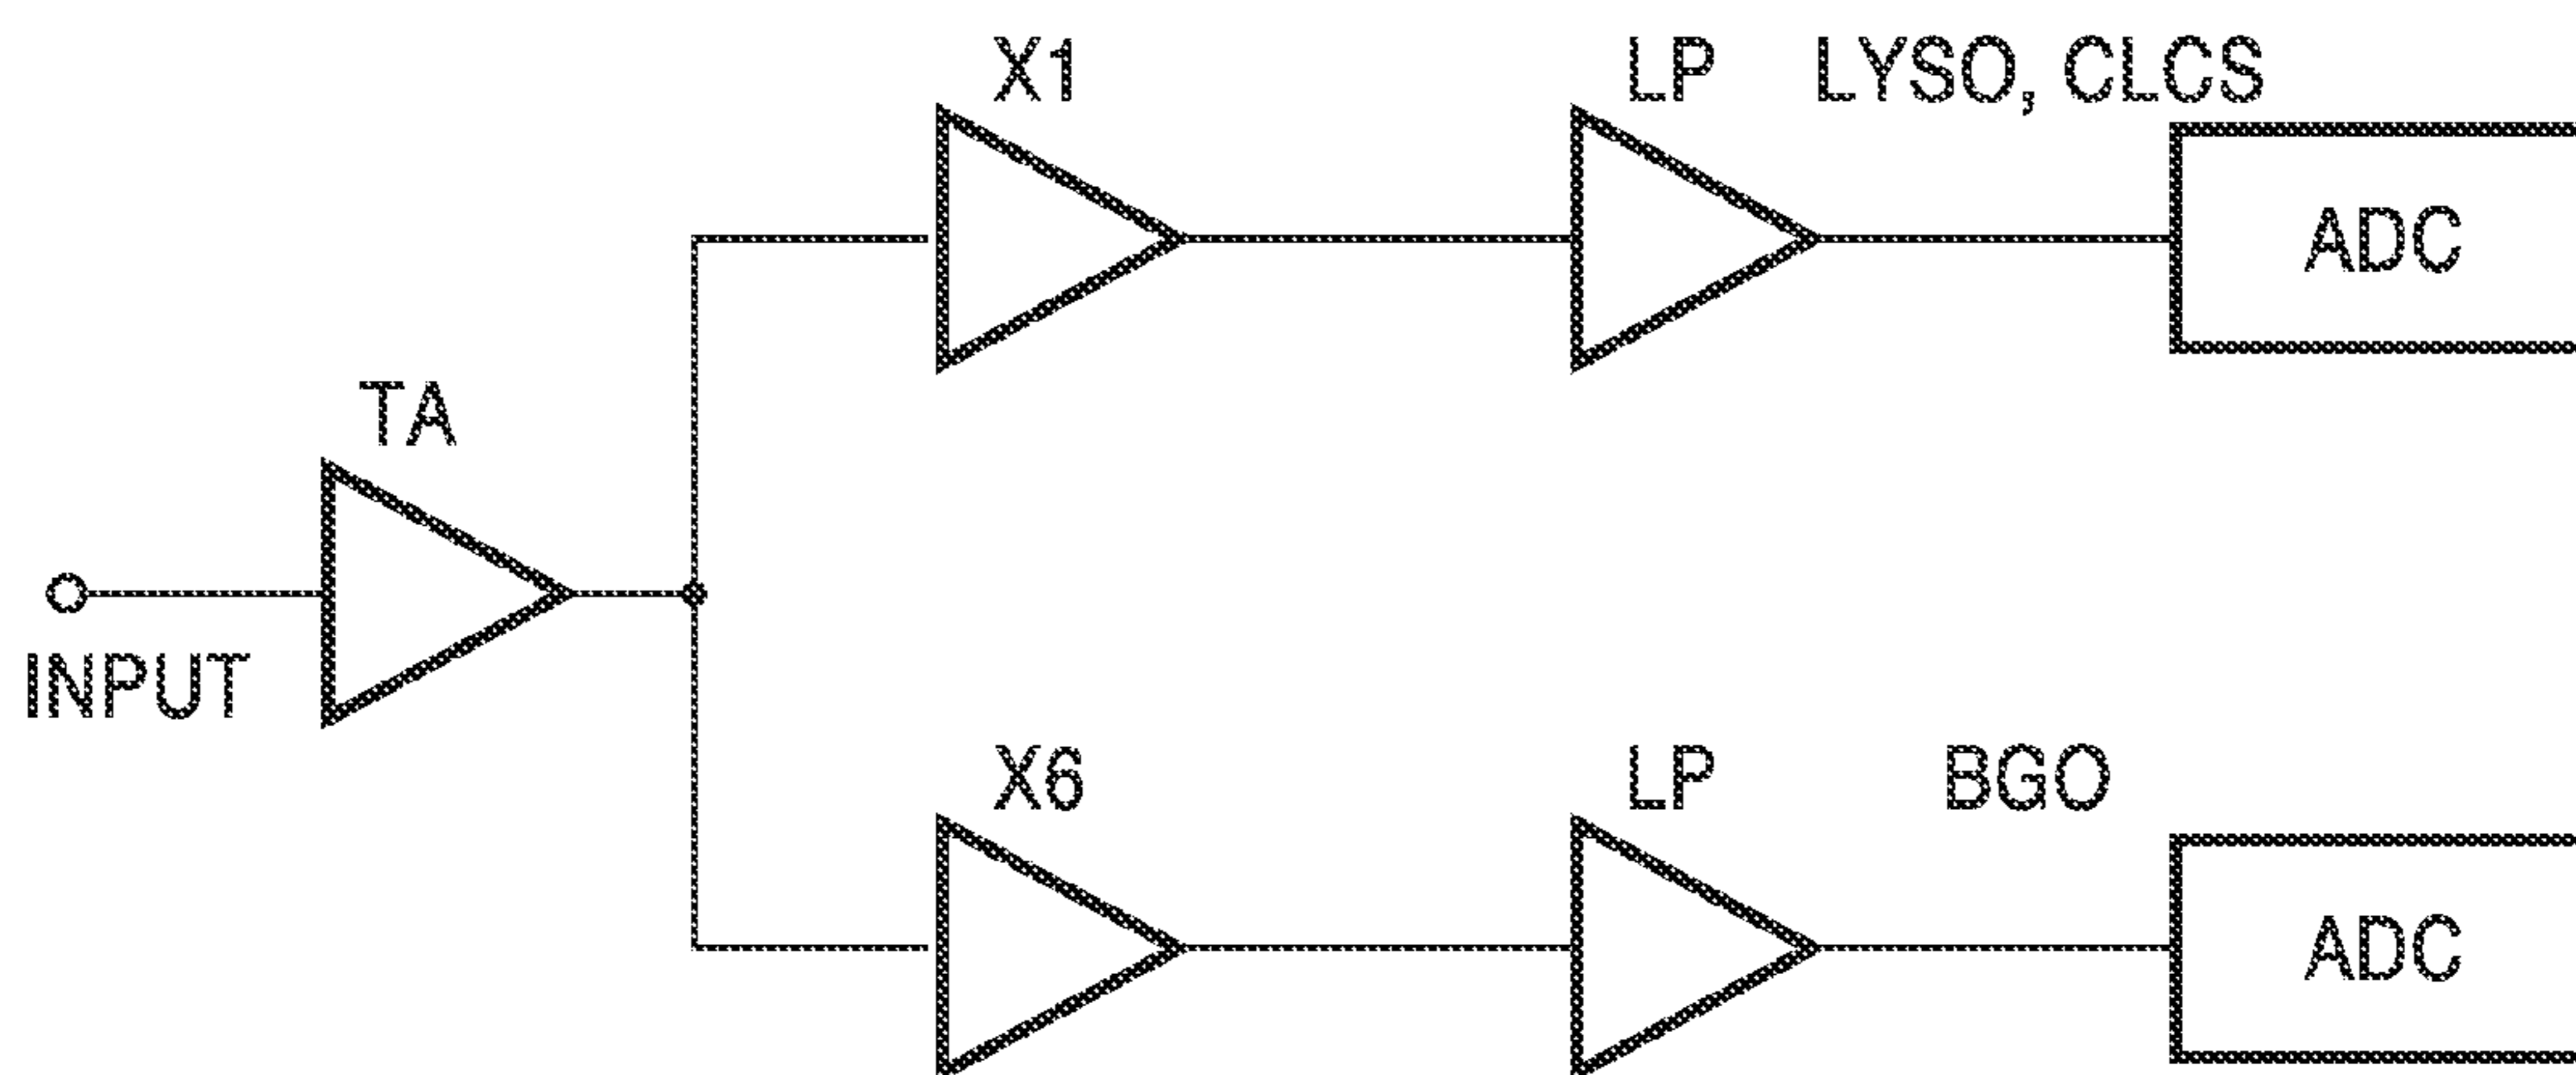 X1
LP
LYSO, CLCS
ADC
TA
INPUT
X6
LP
BGO
ADC